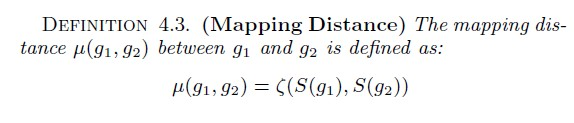 DEFINITION 4.3. (Mapping Distance) The mapping dis-
tance μ(g₁, g₂) between g₁ and g₂ is defined as:
μ(g₁, g₂) = ζ(S(g₁), S(g₂))